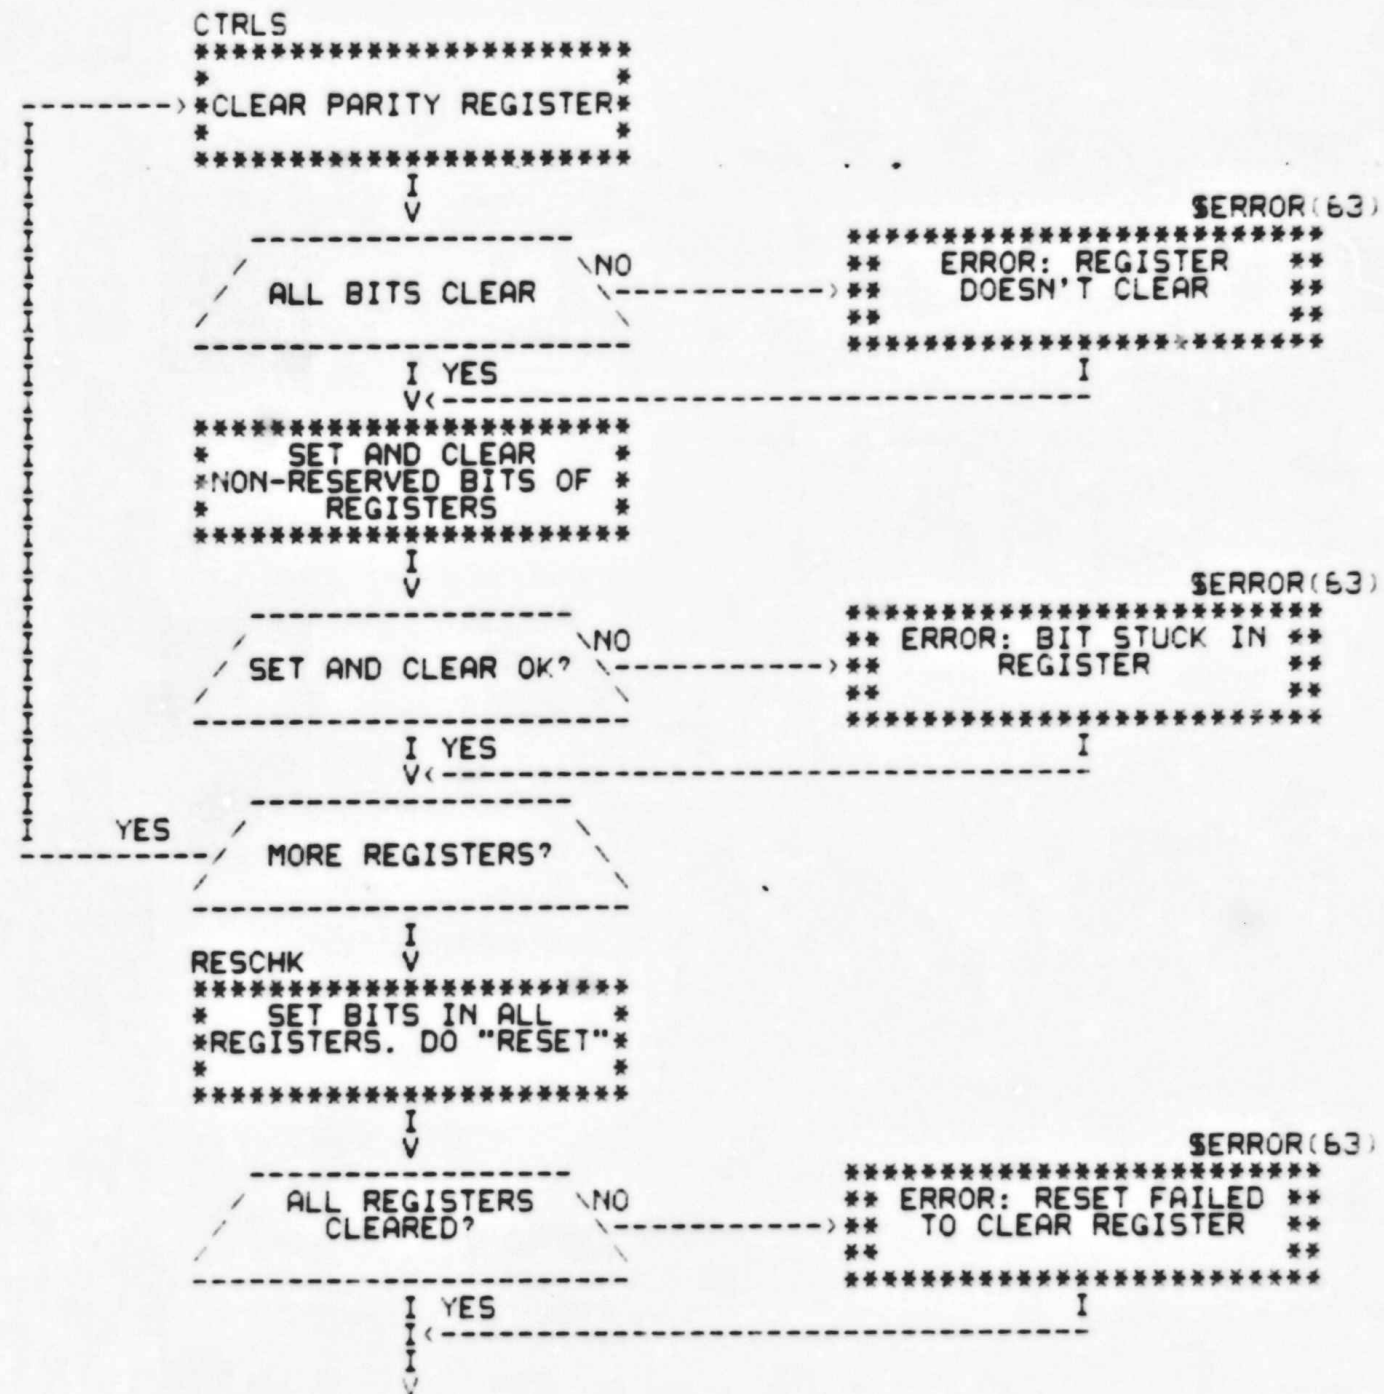 CTRLS
CLEAR PARITY REGISTER
$ERROR(63)
ALL BITS CLEAR
NO
ERROR: REGISTER
DOESN'T CLEAR
YES
SET AND CLEAR
NON-RESERVED BITS OF
REGISTERS
$ERROR(63)
SET AND CLEAR OK?
NO
ERROR: BIT STUCK IN
REGISTER
YES
YES
MORE REGISTERS?
RESCHK
SET BITS IN ALL
REGISTERS. DO "RESET"
$ERROR(63)
ALL REGISTERS
CLEARED?
NO
ERROR: RESET FAILED
TO CLEAR REGISTER
YES